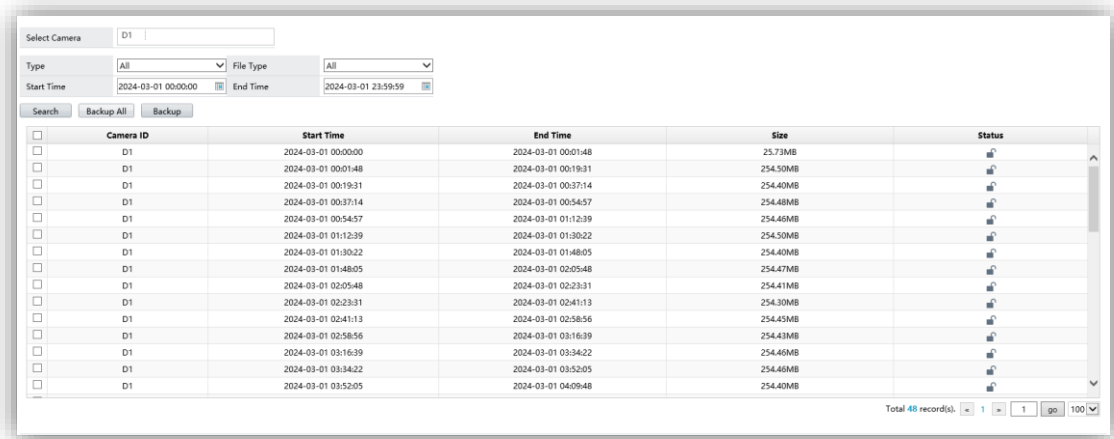 Select Camera D1
Type All File Type All
Start Time 2024-03-01 00:00:00 End Time 2024-03-01 23:59:59
Search Backup All Backup
Camera ID Start Time End Time Size Status
D1 2024-03-01 00:00:00 2024-03-01 00:01:48 25.73MB
D1 2024-03-01 00:01:48 2024-03-01 00:19:31 254.50MB
D1 2024-03-01 00:19:31 2024-03-01 00:37:14 254.40MB
D1 2024-03-01 00:37:14 2024-03-01 00:54:57 254.48MB
D1 2024-03-01 00:54:57 2024-03-01 01:12:39 254.46MB
D1 2024-03-01 01:12:39 2024-03-01 01:30:22 254.50MB
D1 2024-03-01 01:30:22 2024-03-01 01:48:05 254.40MB
D1 2024-03-01 01:48:05 2024-03-01 02:05:48 254.47MB
D1 2024-03-01 02:05:48 2024-03-01 02:23:31 254.41MB
D1 2024-03-01 02:23:31 2024-03-01 02:41:13 254.30MB
D1 2024-03-01 02:41:13 2024-03-01 02:58:56 254.45MB
D1 2024-03-01 02:58:56 2024-03-01 03:16:39 254.43MB
D1 2024-03-01 03:16:39 2024-03-01 03:34:22 254.46MB
D1 2024-03-01 03:34:22 2024-03-01 03:52:05 254.46MB
D1 2024-03-01 03:52:05 2024-03-01 04:09:48 254.40MB
Total 48 record(s). « 1 » 1 go 100